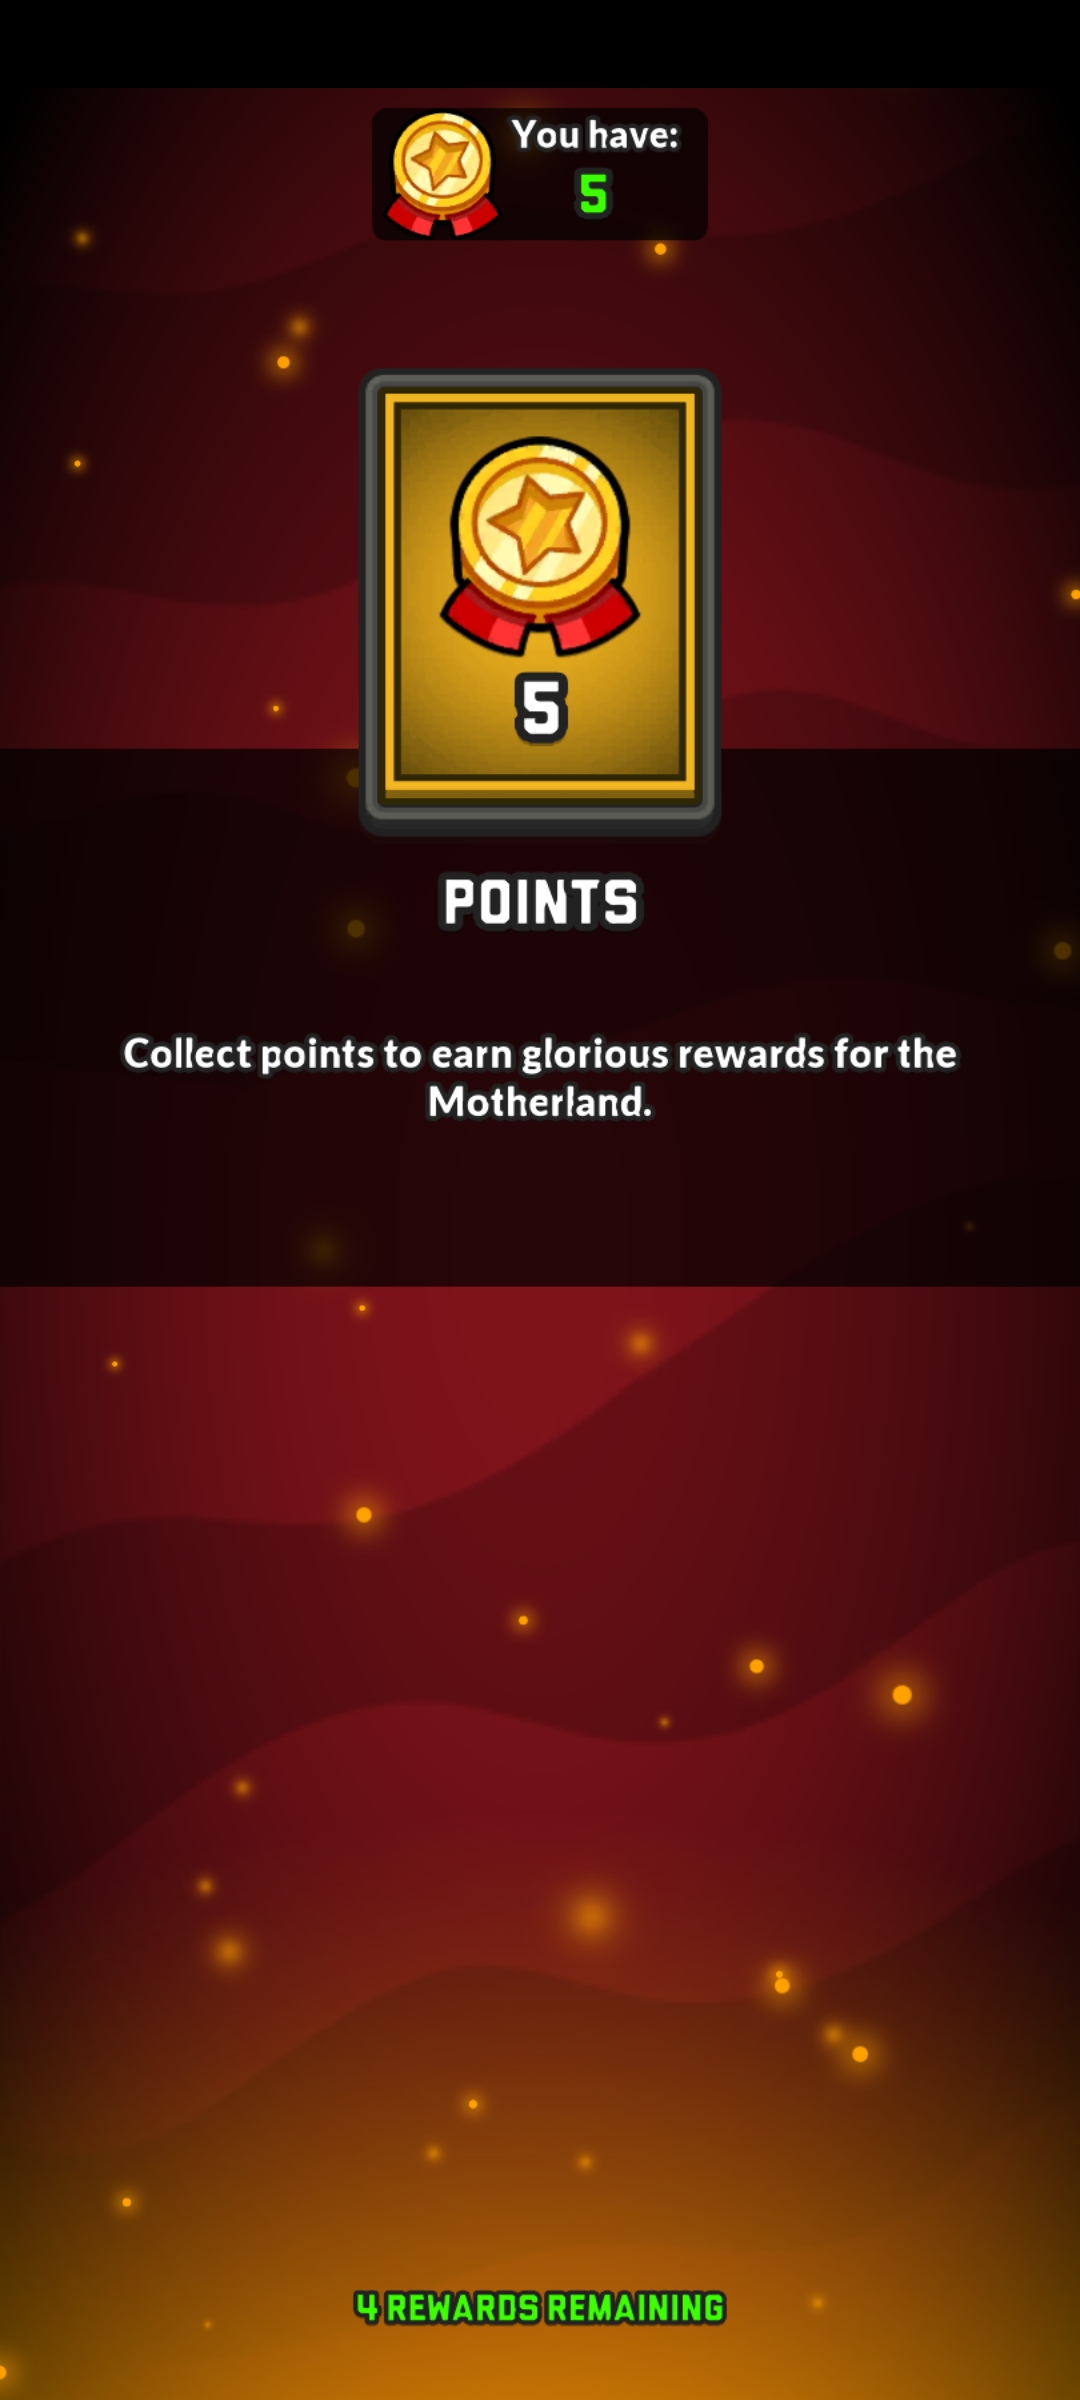 You have:
5
5
POINTS
Collect points to earn glorious rewards for the
Motherland.
4 REWARDS REMAINING